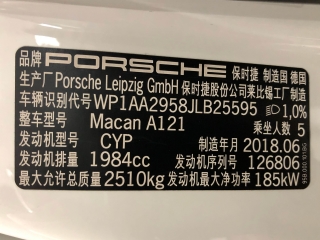 品牌 PORSCHE 保时捷 制造国 德国
生产厂 Porsche Leipzig GmbH 保时捷股份公司莱比锡工厂制造
车辆识别代号 WP1AA2958JLB25595 1,0%
整车型号 Macan A121 乘坐人数 5
发动机型号 CYP 制造年月 2018.06
发动机排量 1984cc 发动机序列号 126806
最大允许总质量 2510kg 发动机最大净功率 185kW